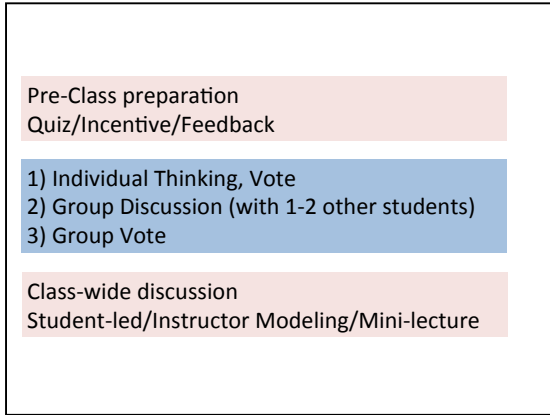 Pre-Class preparation
Quiz/Incentive/Feedback
1) Individual Thinking, Vote
2) Group Discussion (with 1-2 other students)
3) Group Vote
Class-wide discussion
Student-led/Instructor Modeling/Mini-lecture